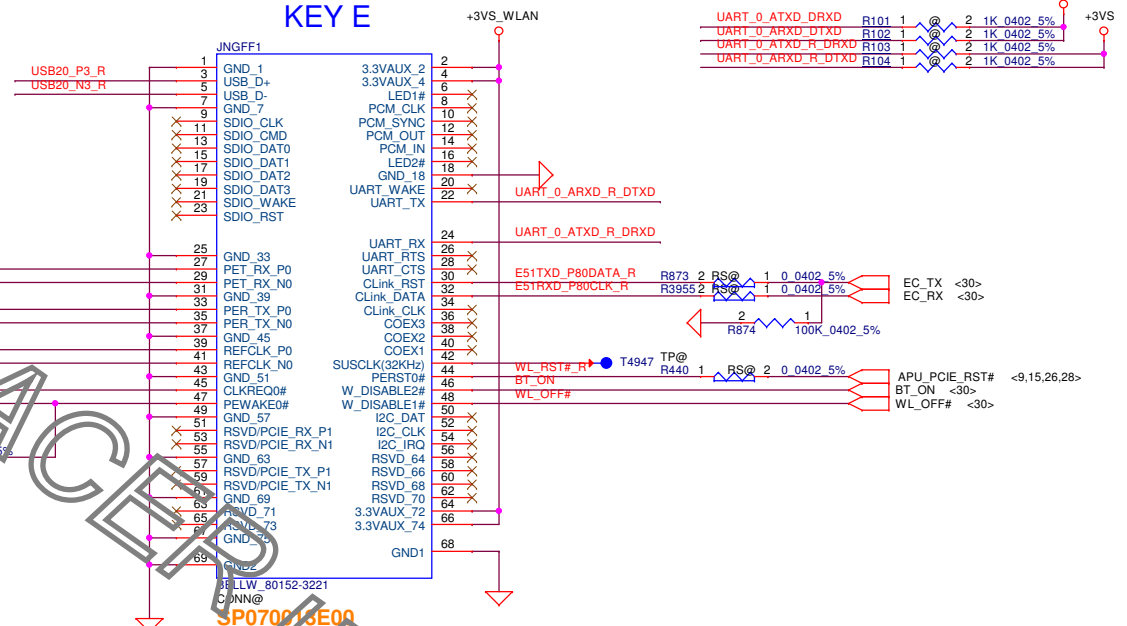 KEY E
+3VS_WLAN
+3VS
UART_0_ATXD_DRXD R101 1 @ 2 1K_0402_5%
UART_0_ARXD_DTXD R102 1 @ 2 1K_0402_5%
UART_0_ATXD_R_DRXD R103 1 @ 2 1K_0402_5%
UART_0_ARXD_R_DTXD R104 1 @ 2 1K_0402_5%
JNGFF1
USB20_P3_R
USB20_N3_R
1 GND_1 3.3VAUX_2 2
3 USB_D+ 3.3VAUX_4 4
5 USB_D- LED1# 6
7 GND_7 PCM_CLK 8
9 SDIO_CLK PCM_SYNC 10
11 SDIO_CMD PCM_OUT 12
13 SDIO_DAT0 PCM_IN 14
15 SDIO_DAT1 LED2# 16
17 SDIO_DAT2 GND_18 18
19 SDIO_DAT3 UART_WAKE 20
21 SDIO_WAKE UART_TX 22 UART_0_ARXD_R_DTXD
23 SDIO_RST
UART_RX 24 UART_0_ATXD_R_DRXD
25 GND_33 UART_RTS 26
27 PET_RX_P0 UART_CTS 28
29 PET_RX_N0 CLink_RST 30 E51TXD_P80DATA_R R873 2 RS@ 1 0_0402_5% EC_TX <30>
31 GND_39 CLink_DATA 32 E51RXD_P80CLK_R R3955 2 RS@ 1 0_0402_5% EC_RX <30>
33 PER_TX_P0 CLink_CLK 34
35 PER_TX_N0 COEX3 36
2 R874 1 100K_0402_5%
37 GND_45 COEX2 38
39 REFCLK_P0 COEX1 40
41 REFCLK_N0 SUSCLK(32KHz) 42 T4947 TP@
43 GND_51 PERST0# 44 WL_RST#_R R440 1 RS@ 2 0_0402_5% APU_PCIE_RST# <9,15,26,28>
45 CLKREQ0# W_DISABLE2# 46 BT_ON BT_ON <30>
47 PEWAKE0# W_DISABLE1# 48 WL_OFF# WL_OFF# <30>
49 GND_57 I2C_DAT 50
51 RSVD/PCIE_RX_P1 I2C_CLK 52
53 RSVD/PCIE_RX_N1 I2C_IRQ 54
55 GND_63 RSVD_64 56
57 RSVD/PCIE_TX_P1 RSVD_66 58
59 RSVD/PCIE_TX_N1 RSVD_68 60
GND_69 RSVD_70 62
63 RSVD_71 3.3VAUX_72 64
65 RSVD_73 3.3VAUX_74 66
GND_75
GND1 68
69 GND2
BELLW_80152-3221
CONN@
ACER